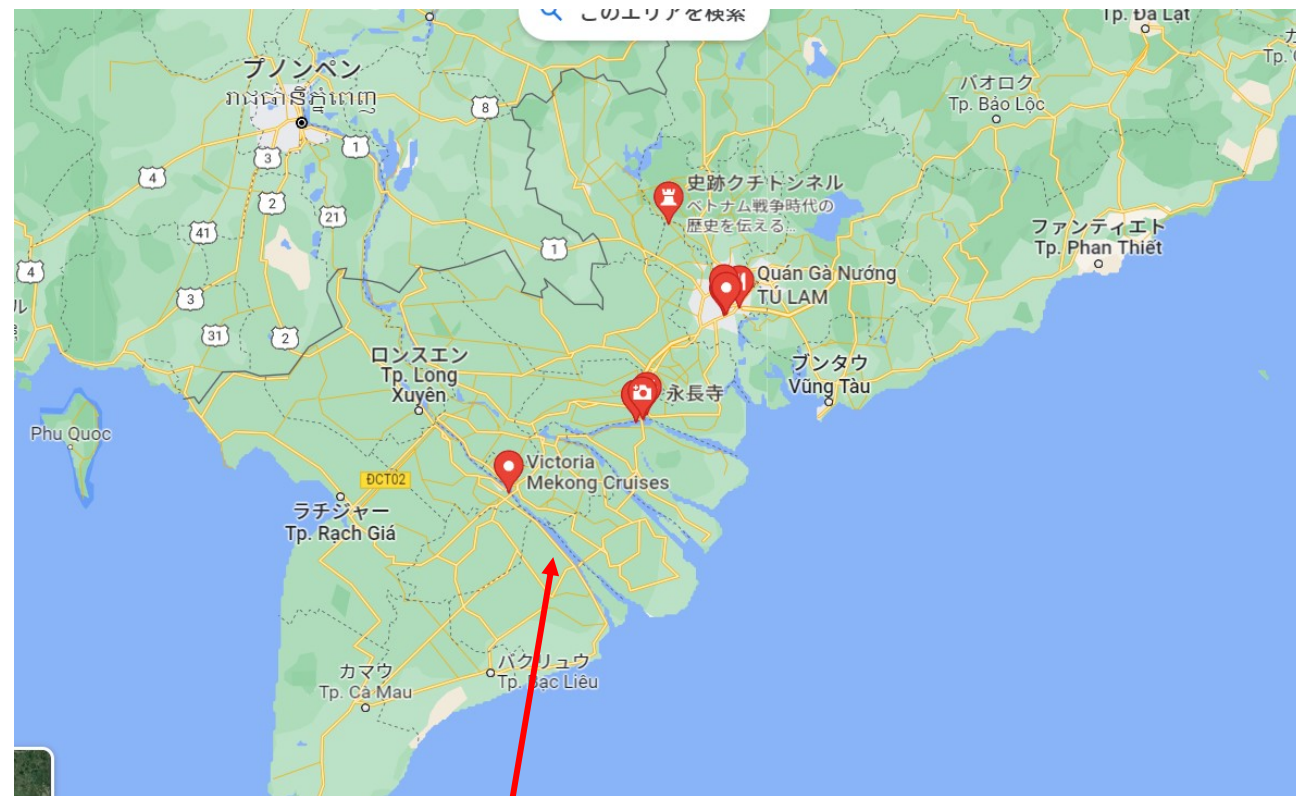 このエリアを検索
Tp. Đà Lạt
プノンペン
រាជធានីភ្នំពេញ
バオロク
Tp. Bảo Lộc
Tp.
8
1
3
4
2
21
41
4
3
31
2
1
史跡クチトンネル
ベトナム戦争時代の
歴史を伝える...
ファンティエト
Tp. Phan Thiết
Quán Gà Nướng
TÚ LAM
ロンスエン
Tp. Long
Xuyên
ブンタウ
Vũng Tàu
永長寺
Phu Quoc
Victoria
Mekong Cruises
ĐCT02
ラチジャー
Tp. Rạch Giá
カマウ
Tp. Cà Mau
バクリュウ
Tp. Bạc Liêu